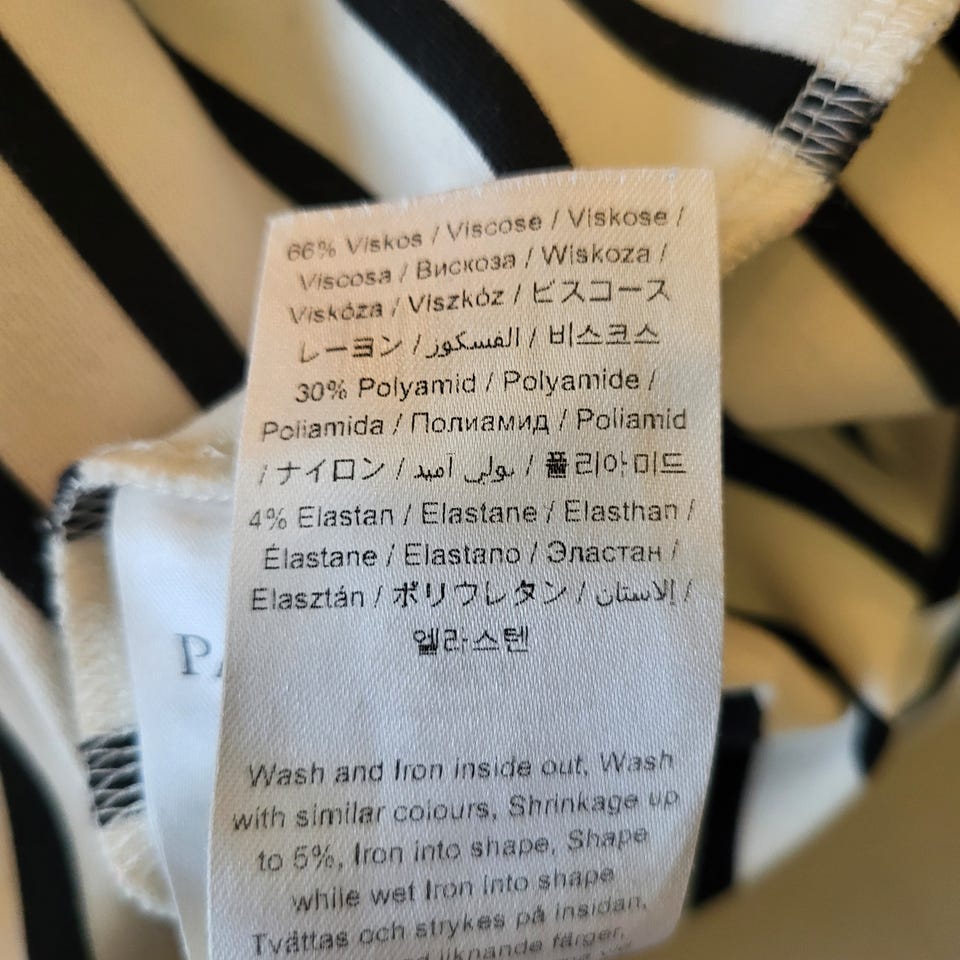 66% Viskos / Viscose / Viskose /
Viscosa / Вискоза / Wiskoza /
Viskóza / Viszkóz / ビスコース
レーヨン / الفسكوز / 비스코스
30% Polyamid / Polyamide /
Poliamida / Полиамид / Poliamid
/ ナイロン / بولي أميد / 폴리아미드
4% Elastan / Elastane / Elasthan /
Élastane / Elastano / Эластан /
Elasztán / ポリウレタン / إلاستان /
엘라스텐
PA
Wash and Iron inside out, Wash
with similar colours, Shrinkage up
to 5%, Iron into shape, Shape
while wet Iron into shape
Tvättas och strykes på insidan,
liknande färger,